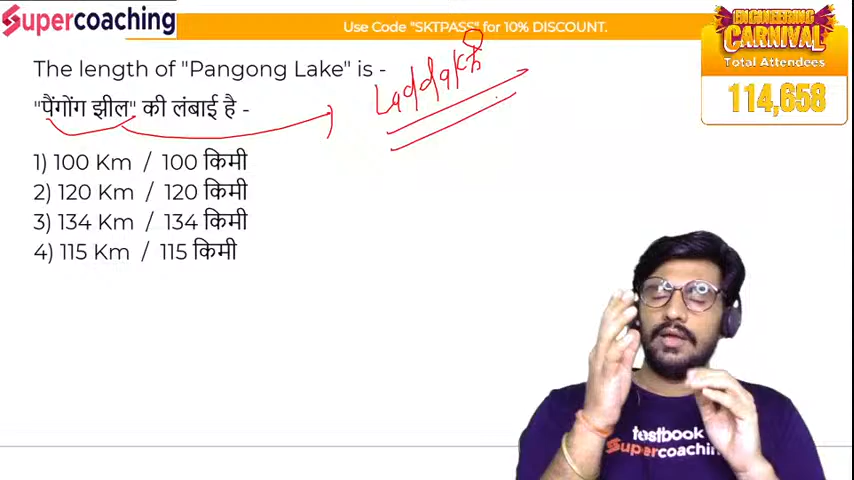 Supercoaching
Use Code "SKTPASS" for 10% DISCOUNT.
ENGINEERING
CARNIVAL
Total Attendees
114,658
The length of "Pangong Lake" is -
"पैंगोंग झील" की लंबाई है -
Laddakh
1) 100 Km / 100 किमी
2) 120 Km / 120 किमी
3) 134 Km / 134 किमी
4) 115 Km / 115 किमी
testbook
Supercoachin